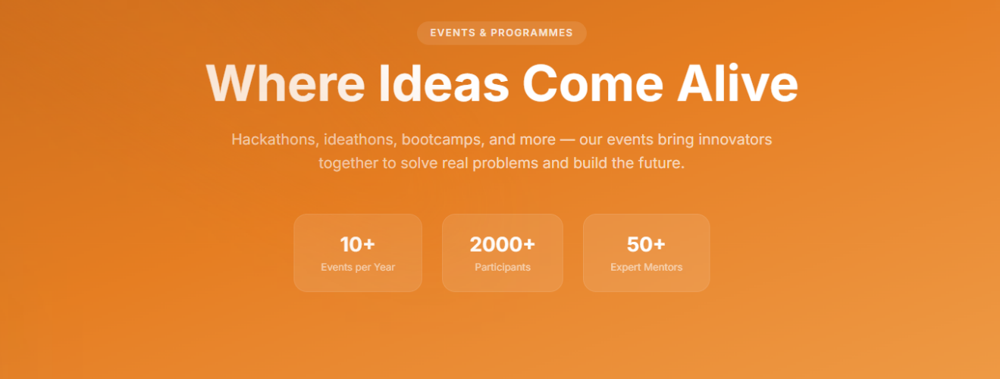 EVENTS & PROGRAMMES
Where Ideas Come Alive
Hackathons, ideathons, bootcamps, and more — our events bring innovators
together to solve real problems and build the future.
10+
Events per Year
2000+
Participants
50+
Expert Mentors